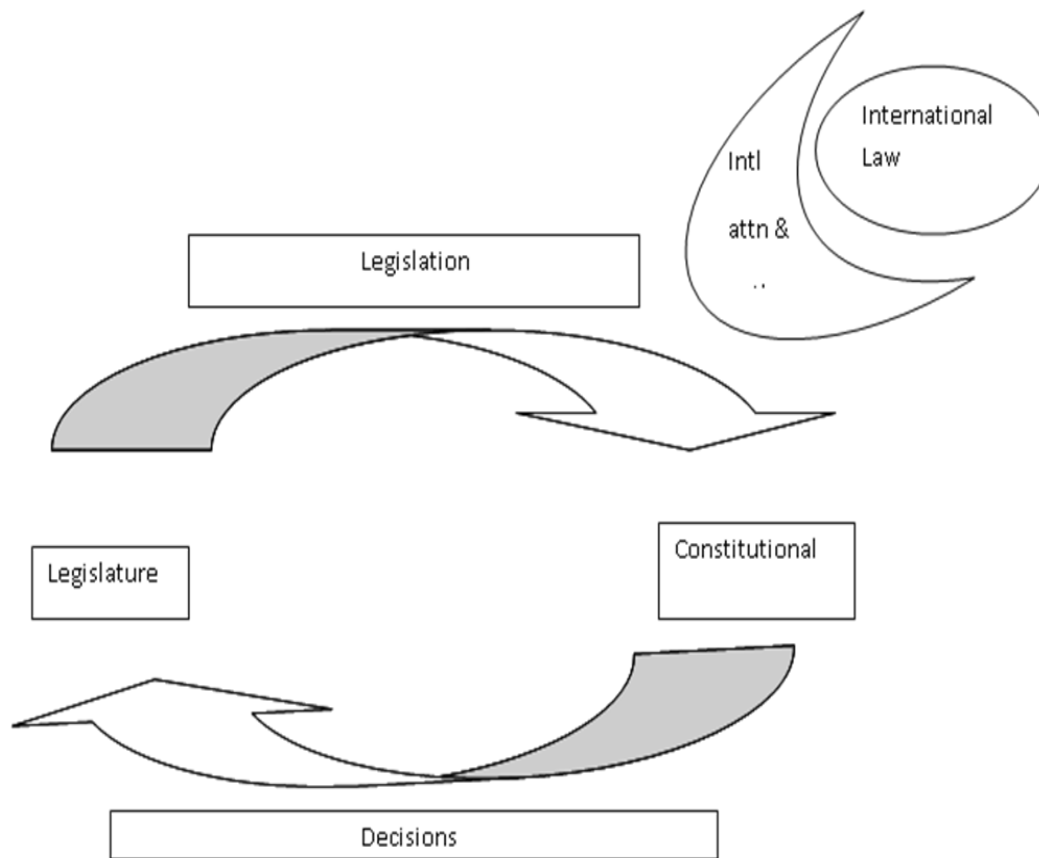 International
Law
Intl
attn &
Legislation
Constitutional
Legislature
Decisions